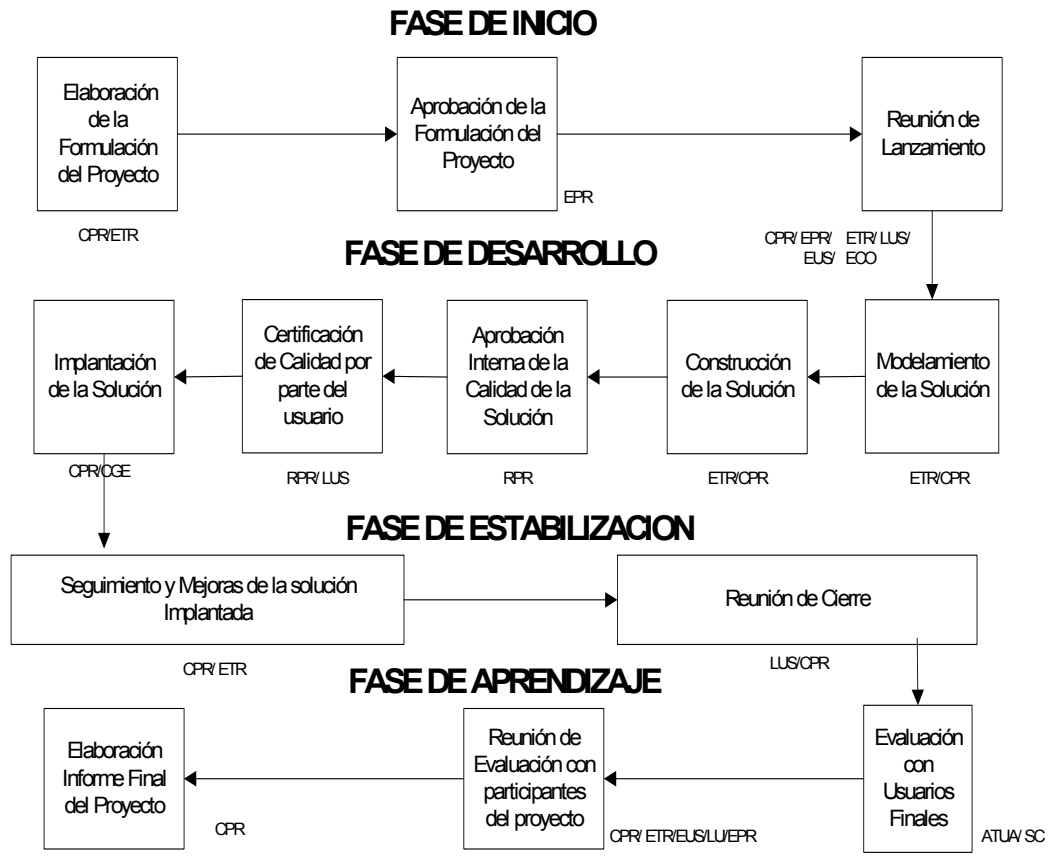 FASE DE INICIO
Elaboración
de la
Formulación
del Proyecto
CPR/ETR
Aprobación de la
Formulación del
Proyecto
EPR
Reunión de
Lanzamiento
CPR/ EPR/ ETR/ LUS/
EUS/ ECO
FASE DE DESARROLLO
Modelamiento
de la Solución
ETR/CPR
Construcción
de la Solución
ETR/CPR
Aprobación
Interna de la
Calidad de la
Solución
RPR
Certificación
de Calidad por
parte del
usuario
RPR/ LUS
Implantación
de la Solución
CPR/CGE
FASE DE ESTABILIZACION
Seguimiento y Mejoras de la solución
Implantada
CPR/ ETR
Reunión de Cierre
LUS/CPR
FASE DE APRENDIZAJE
Evaluación
con
Usuarios
Finales
ATUA/ SC
Reunión de
Evaluación con
participantes
del proyecto
CPR/ ETR/EUS/LU/EPR
Elaboración
Informe Final
del Proyecto
CPR